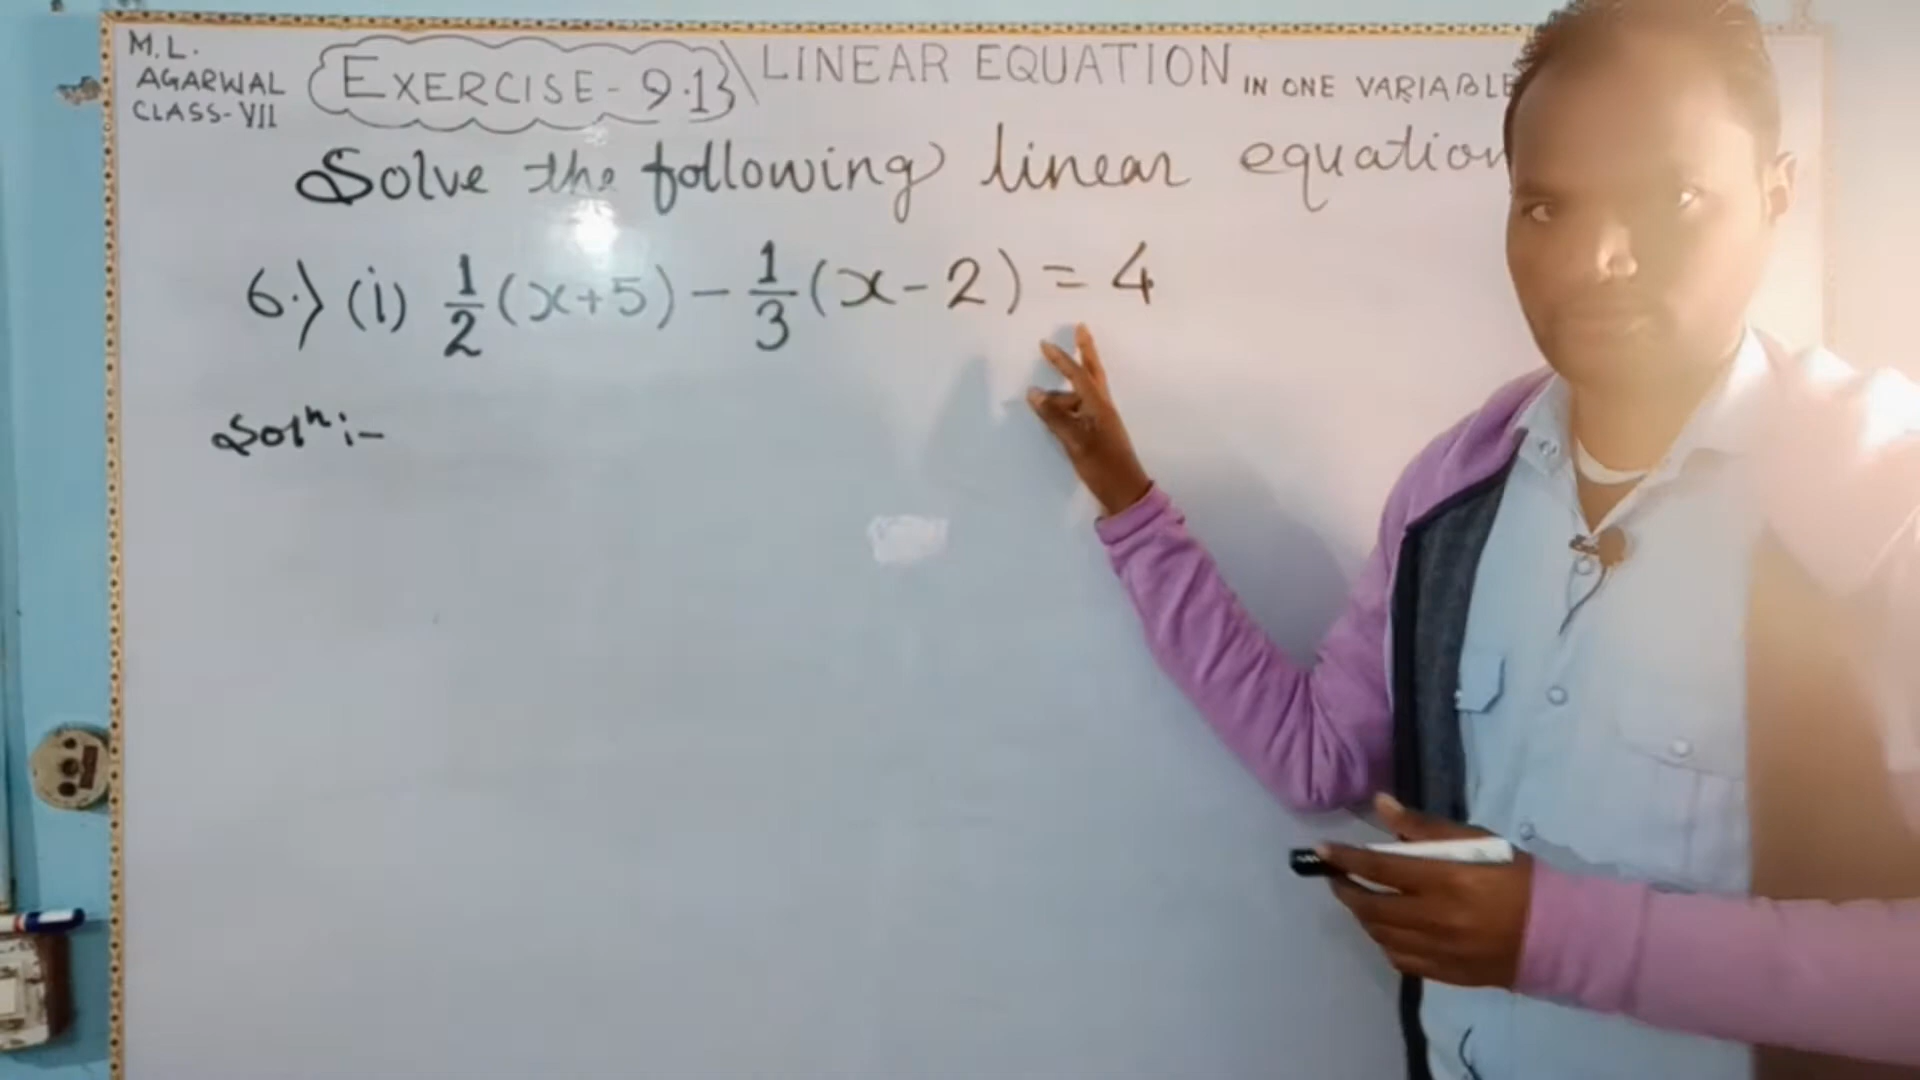 M.L.
AGARWAL
CLASS-VII
EXERCISE-9.1
LINEAR EQUATION IN ONE VARIABLE
Solve the following linear equation
6.) (i) 1/2 (x+5) - 1/3 (x-2) = 4
Solⁿ:-